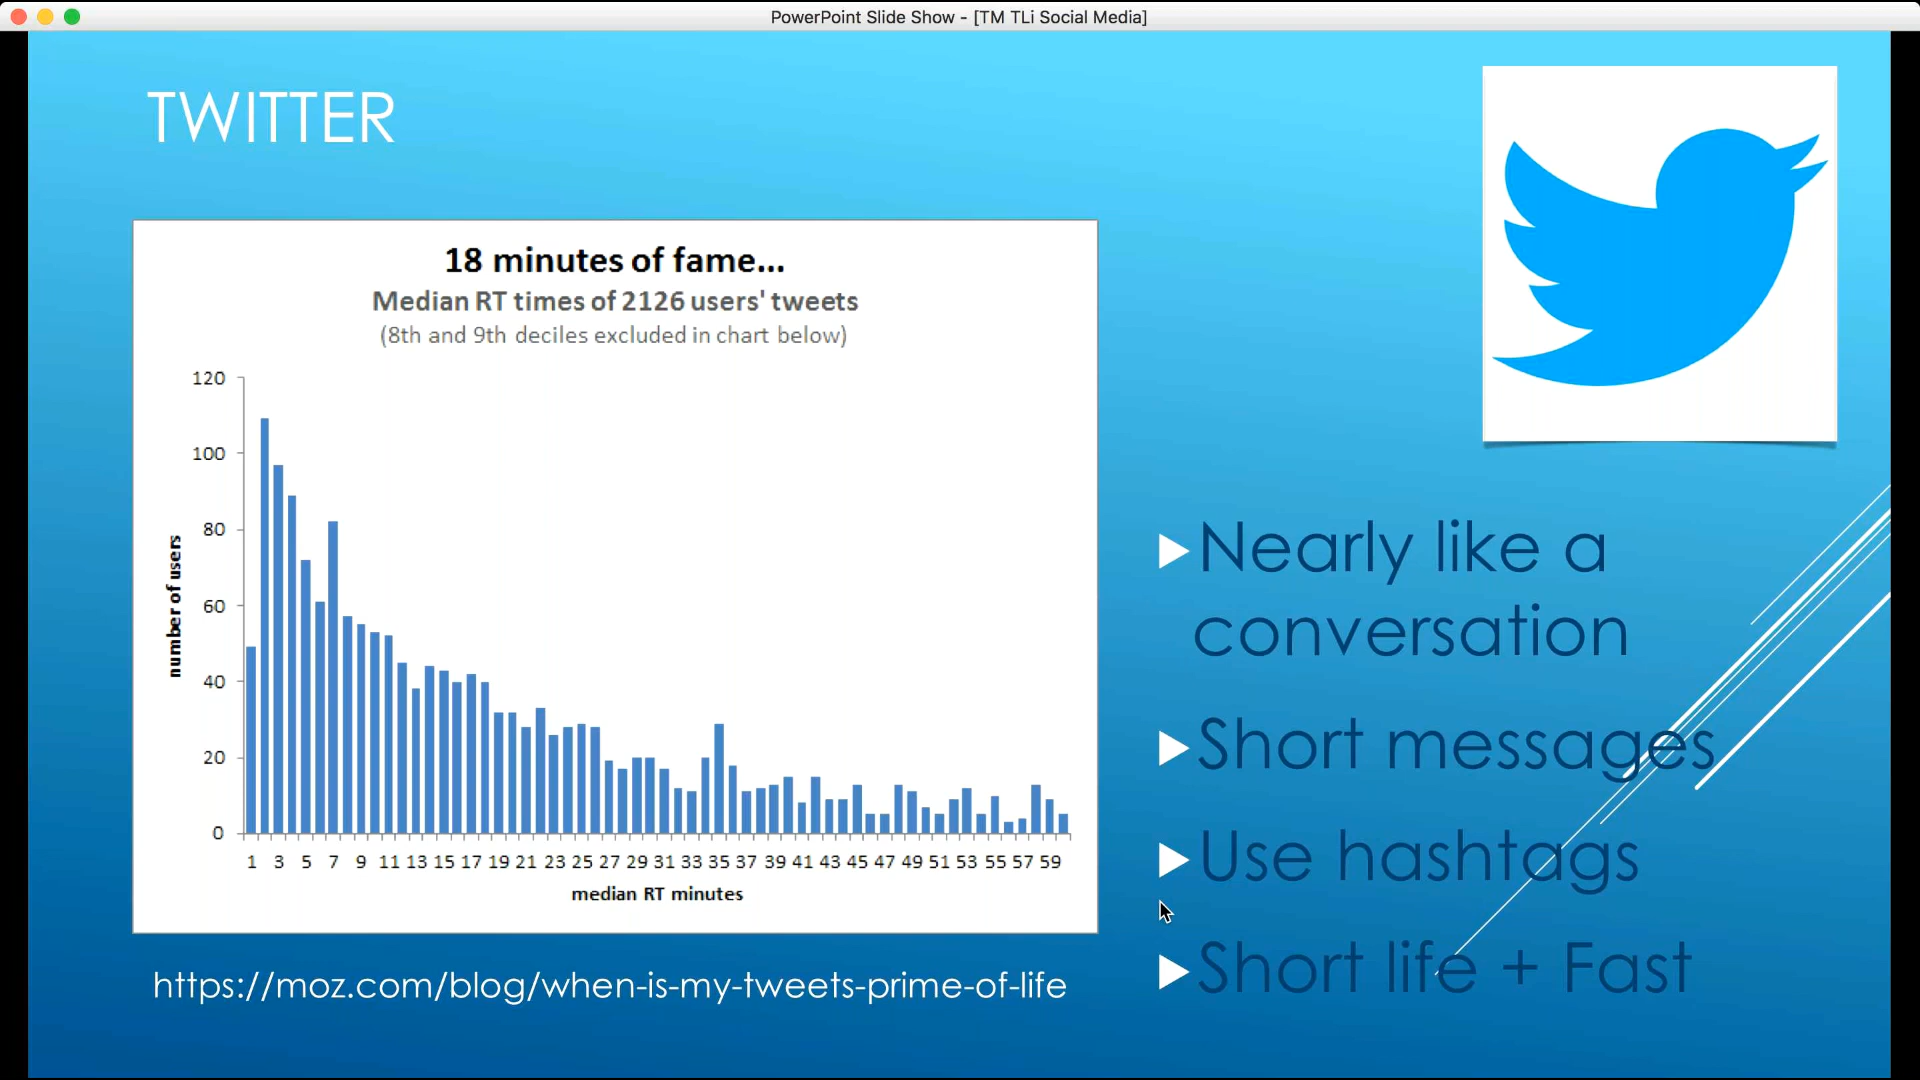 PowerPoint Slide Show - [TM TLi Social Media]
TWITTER
18 minutes of fame...
Median RT times of 2126 users' tweets
(8th and 9th deciles excluded in chart below)
120
100
80
60
40
20
0
number of users
1 3 5 7 9 11 13 15 17 19 21 23 25 27 29 31 33 35 37 39 41 43 45 47 49 51 53 55 57 59
median RT minutes
https://moz.com/blog/when-is-my-tweets-prime-of-life
Nearly like a
conversation
Short messages
Use hashtags
Short life + Fast